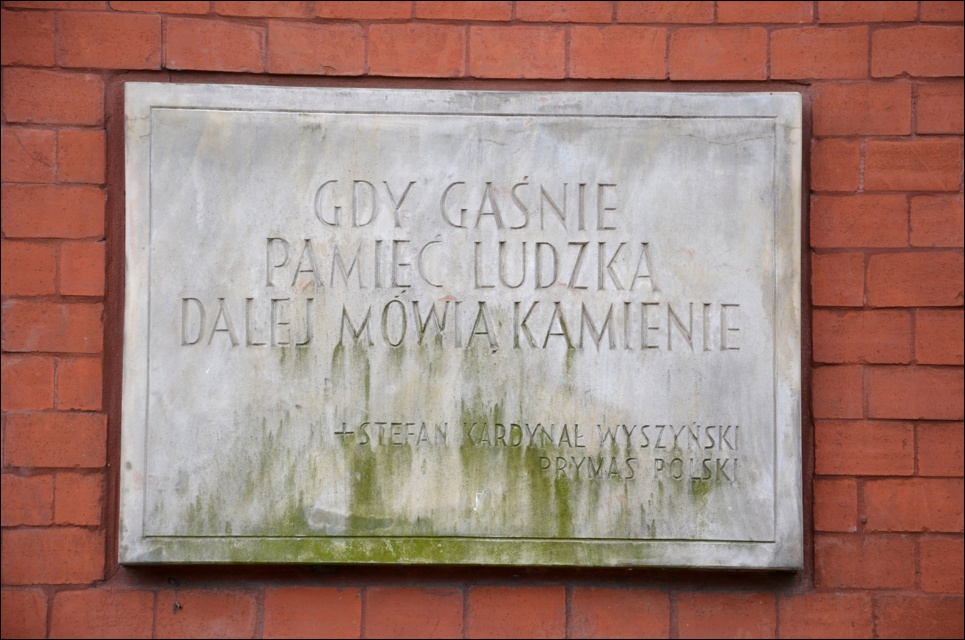 GDY GAŚNIE
PAMIĘĆ LUDZKA
DALEJ MÓWIĄ KAMIENIE
+STEFAN KARDYNAŁ WYSZYŃSKI
PRYMAS POLSKI